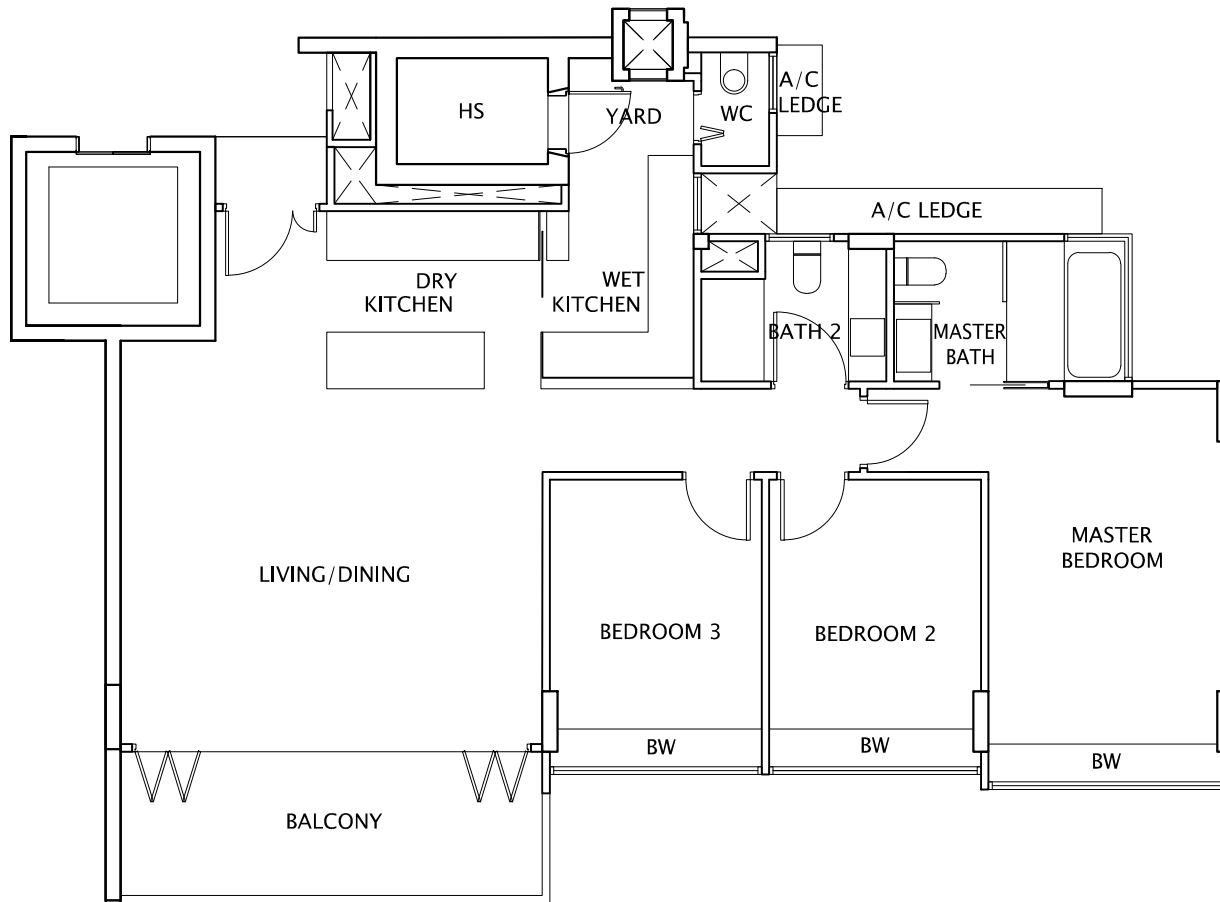 A/C
LEDGE
HS
YARD
WC
A/C LEDGE
DRY
KITCHEN
WET
KITCHEN
BATH 2
MASTER
BATH
MASTER
BEDROOM
LIVING/DINING
BEDROOM 3
BEDROOM 2
BW
BW
BW
BALCONY